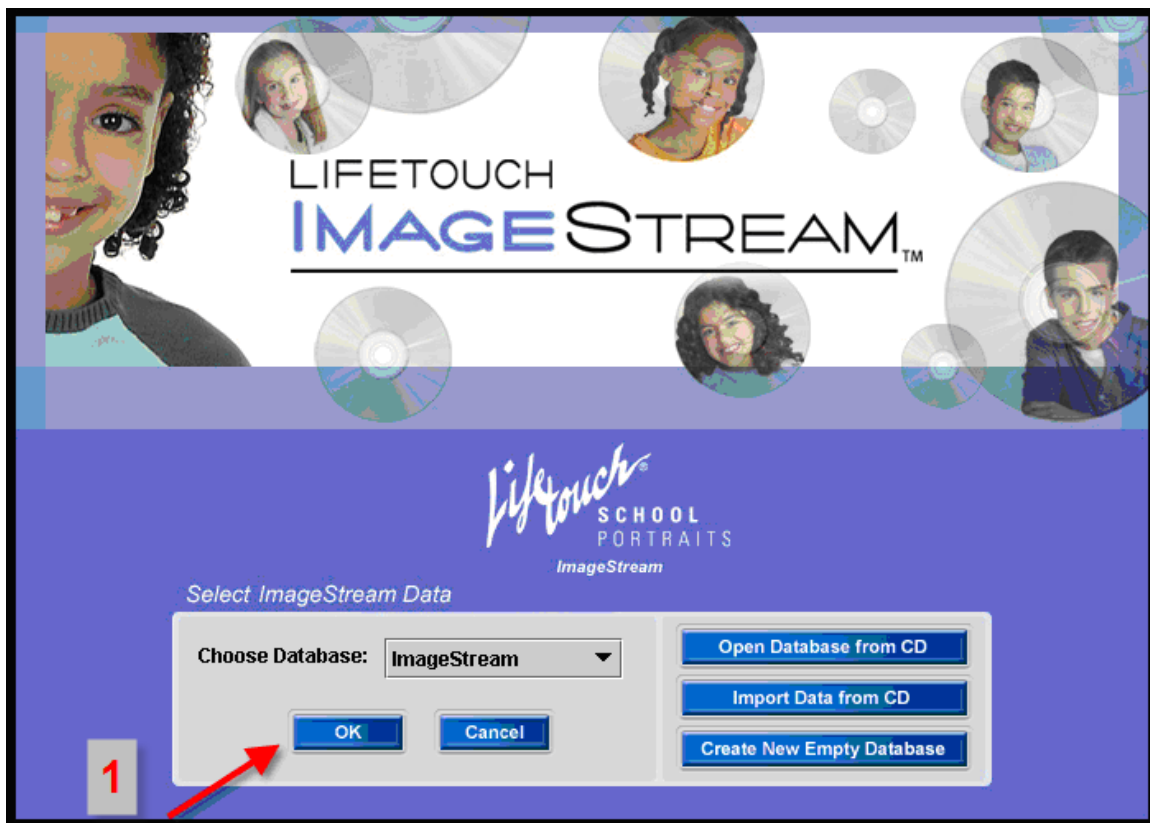 LIFETOUCH
IMAGESTREAM™
Lifetouch®
SCHOOL
PORTRAITS
ImageStream
Select ImageStream Data
Choose Database: ImageStream
OK Cancel
Open Database from CD
Import Data from CD
Create New Empty Database
1